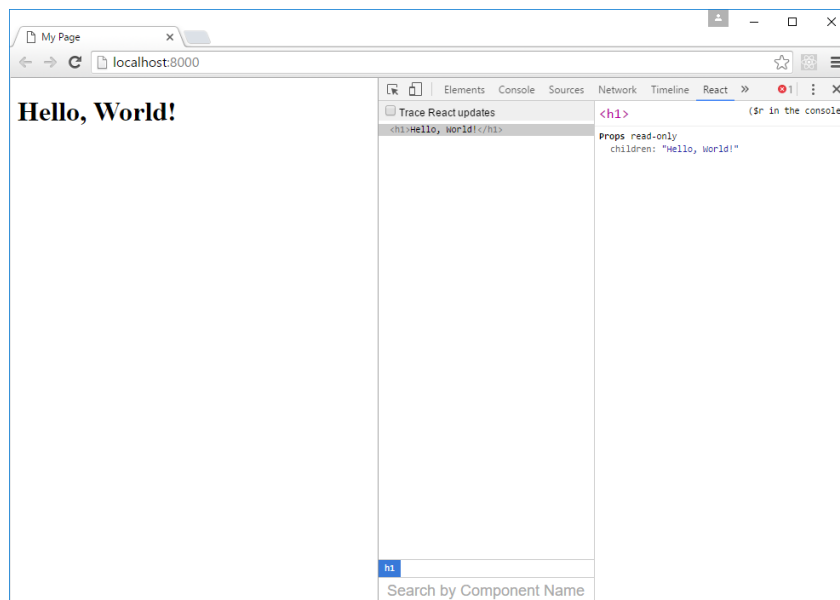 My Page
localhost:8000
Elements Console Sources Network Timeline React » 1
Hello, World!
Trace React updates
<h1>Hello, World!</h1>
<h1> ($r in the console
Props read-only
children: "Hello, World!"
h1
Search by Component Name